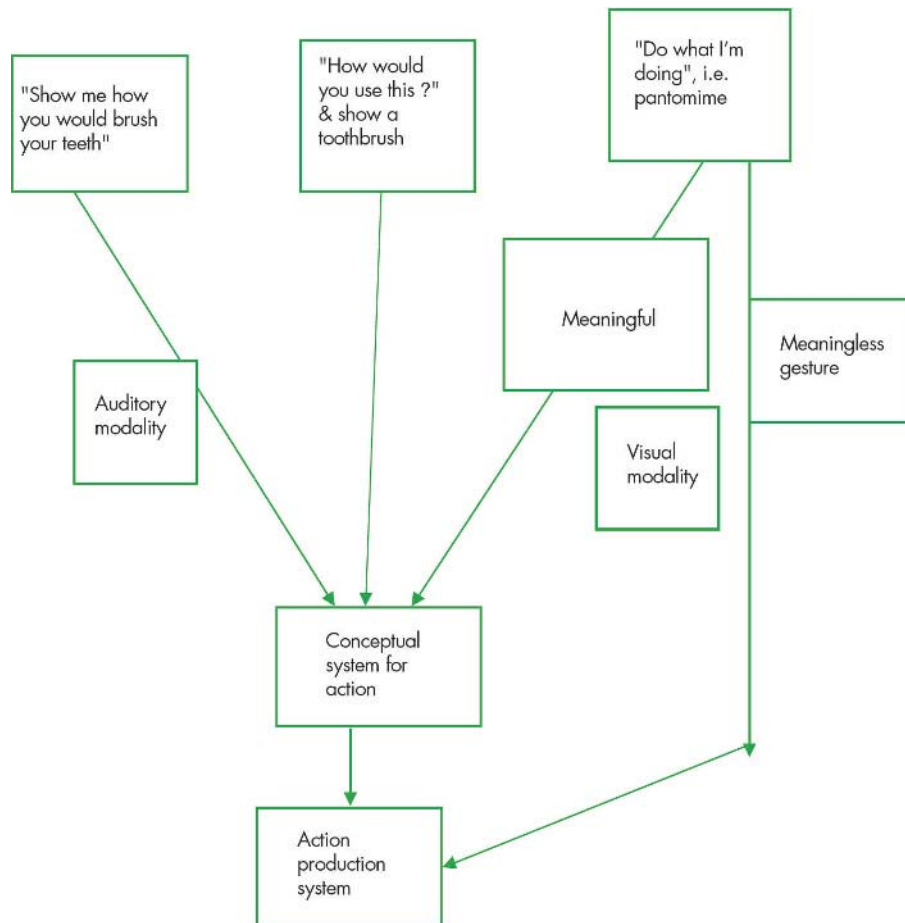 "Show me how
you would brush
your teeth"
"How would
you use this ?"
& show a
toothbrush
"Do what I'm
doing", i.e.
pantomime
Meaningful
Meaningless
gesture
Auditory
modality
Visual
modality
Conceptual
system for
action
Action
production
system